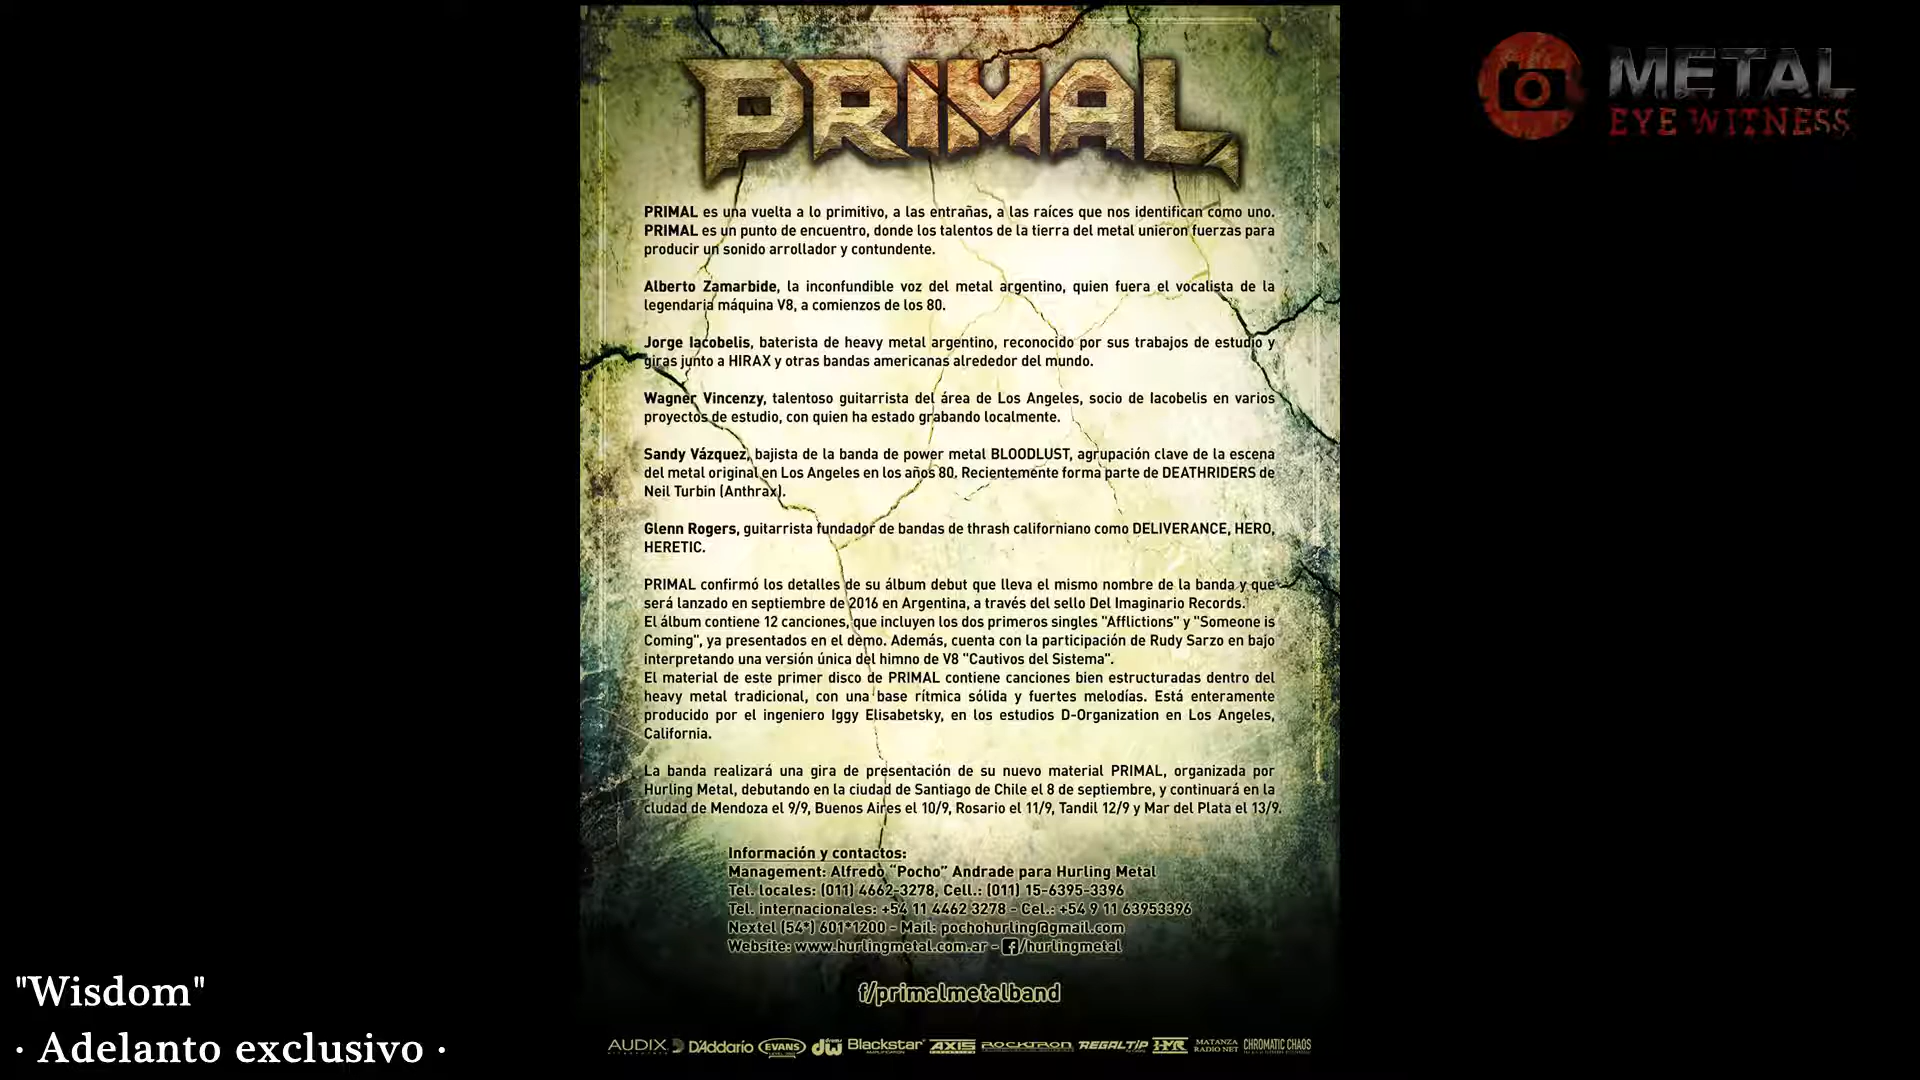 PRIMAL
METAL
EYE WITNESS
PRIMAL es una vuelta a lo primitivo, a las entrañas, a las raíces que nos identifican como uno.
PRIMAL es un punto de encuentro, donde los talentos de la tierra del metal unieron fuerzas para
producir un sonido arrollador y contundente.
Alberto Zamarbide, la inconfundible voz del metal argentino, quien fuera el vocalista de la
legendaria máquina V8, a comienzos de los 80.
Jorge Iacobelis, baterista de heavy metal argentino, reconocido por sus trabajos de estudio y
giras junto a HIRAX y otras bandas americanas alrededor del mundo.
Wagner Vincenzy, talentoso guitarrista del área de Los Angeles, socio de Iacobelis en varios
proyectos de estudio, con quien ha estado grabando localmente.
Sandy Vázquez, bajista de la banda de power metal BLOODLUST, agrupación clave de la escena
del metal original en Los Angeles en los años 80. Recientemente forma parte de DEATHRIDERS de
Neil Turbin (Anthrax).
Glenn Rogers, guitarrista fundador de bandas de thrash californiano como DELIVERANCE, HERO,
HERETIC.
PRIMAL confirmó los detalles de su álbum debut que lleva el mismo nombre de la banda y que
será lanzado en septiembre de 2016 en Argentina, a través del sello Del Imaginario Records.
El álbum contiene 12 canciones, que incluyen los dos primeros singles "Afflictions" y "Someone is
Coming", ya presentados en el demo. Además, cuenta con la participación de Rudy Sarzo en bajo
interpretando una versión única del himno de V8 "Cautivos del Sistema".
El material de este primer disco de PRIMAL contiene canciones bien estructuradas dentro del
heavy metal tradicional, con una base rítmica sólida y fuertes melodías. Está enteramente
producido por el ingeniero Iggy Elisabetsky, en los estudios D-Organization en Los Angeles,
California.
La banda realizará una gira de presentación de su nuevo material PRIMAL, organizada por
Hurling Metal, debutando en la ciudad de Santiago de Chile el 8 de septiembre, y continuará en la
ciudad de Mendoza el 9/9, Buenos Aires el 10/9, Rosario el 11/9, Tandil 12/9 y Mar del Plata el 13/9.
Información y contactos:
Management: Alfredo "Pocho" Andrade para Hurling Metal
Tel. locales: (011) 4662-3278, Cell.: (011) 15-6395-3396
Tel. internacionales: +54 11 4462 3278 - Cel.: +54 9 11 63953396
Nextel (54*) 601*1200 - Mail: pochohurling@gmail.com
Website: www.hurlingmetal.com.ar - f/hurlingmetal
f/primalmetalband
"Wisdom"
· Adelanto exclusivo ·
AUDIX D'Addario EVANS dw Blackstar AMPLIFICATION AXIS ROCKTRON REGALTIP HMR MATANZA RADIO NET CHROMATIC CHAOS